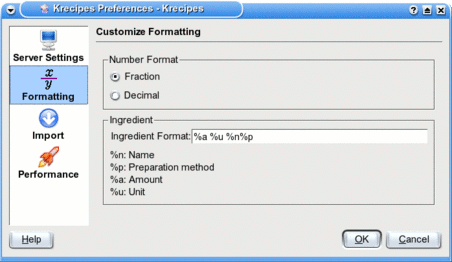 Krecipes Preferences - Krecipes
Server Settings
x
y
Formatting
Import
Performance
Customize Formatting
Number Format
Fraction
Decimal
Ingredient
Ingredient Format: %a %u %n%p
%n: Name
%p: Preparation method
%a: Amount
%u: Unit
Help
OK
Cancel